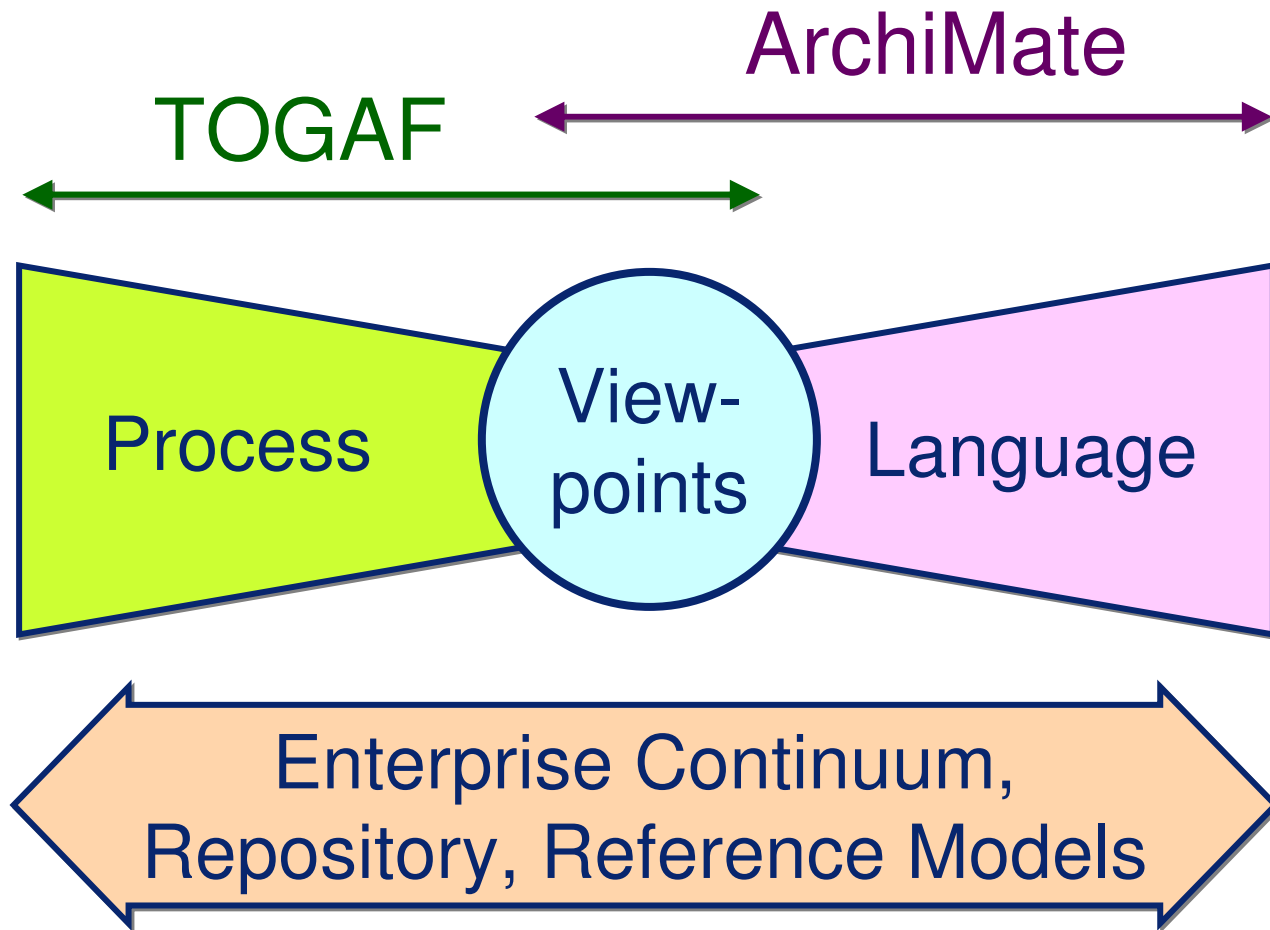 ArchiMate
TOGAF
Process
View-
points
Language
Enterprise Continuum,
Repository, Reference Models